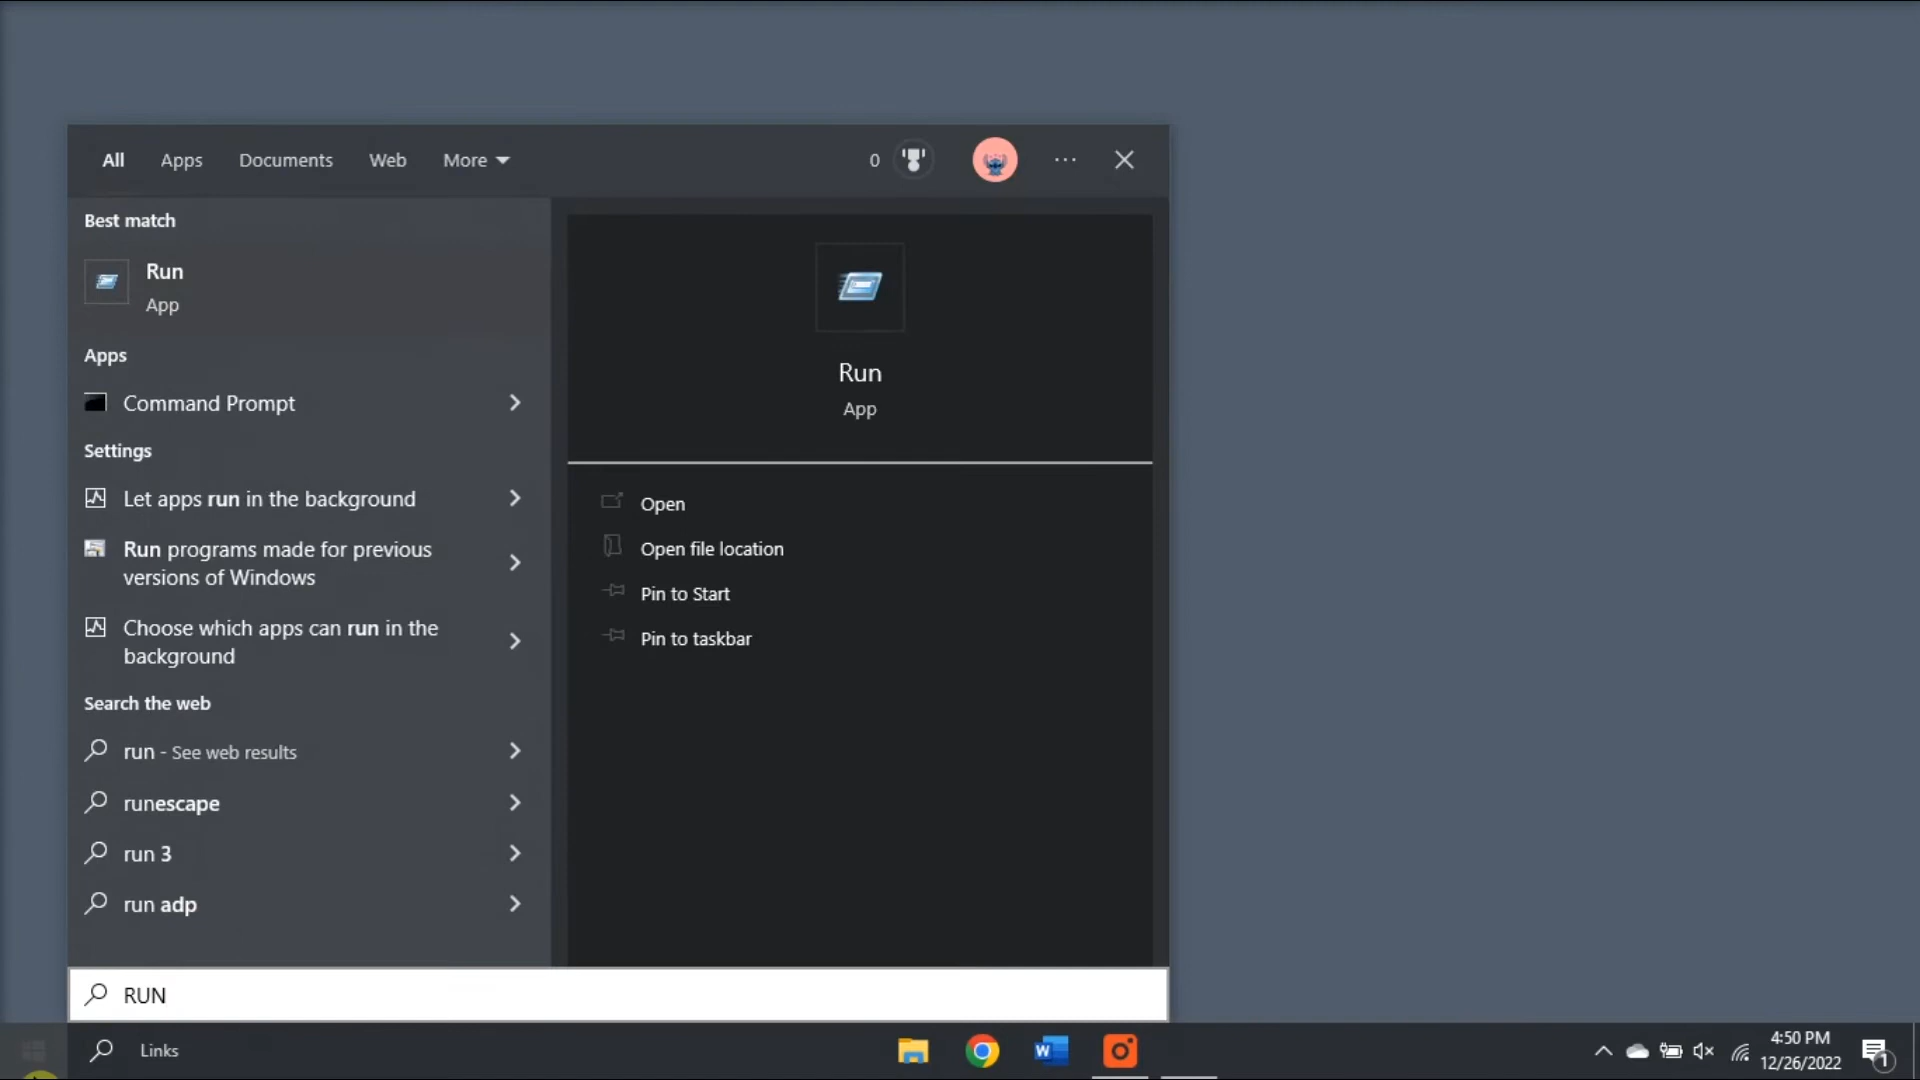 All Apps Documents Web More 0 ...
Best match
Run
App
Apps
Command Prompt
Settings
Let apps run in the background
Run programs made for previous
versions of Windows
Choose which apps can run in the
background
Search the web
run - See web results
runescape
run 3
run adp
Run
App
Open
Open file location
Pin to Start
Pin to taskbar
RUN
Links
W
4:50 PM
12/26/2022
1